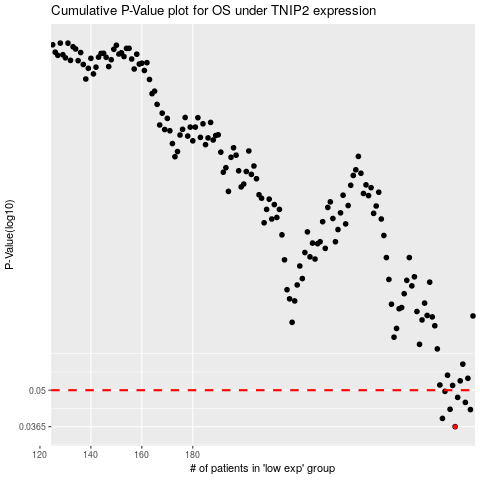 Cumulative P-Value plot for OS under TNIP2 expression
P-Value(log10)
0.05
0.0365
120 140 160 180
# of patients in 'low exp' group